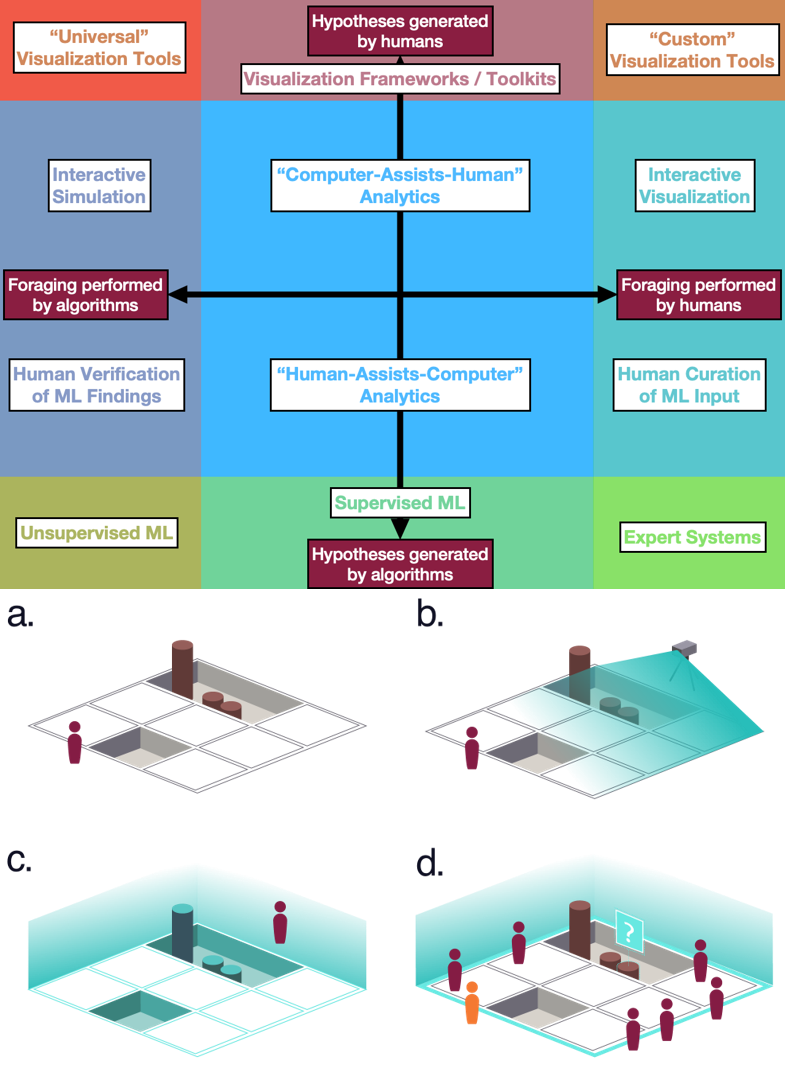 “Universal”
Visualization Tools
Hypotheses generated
by humans
“Custom”
Visualization Tools
Visualization Frameworks / Toolkits
Interactive
Simulation
“Computer-Assists-Human”
Analytics
Interactive
Visualization
Foraging performed
by algorithms
Foraging performed
by humans
Human Verification
of ML Findings
“Human-Assists-Computer”
Analytics
Human Curation
of ML Input
Supervised ML
Unsupervised ML
Expert Systems
Hypotheses generated
by algorithms
a.
b.
c.
d.
?